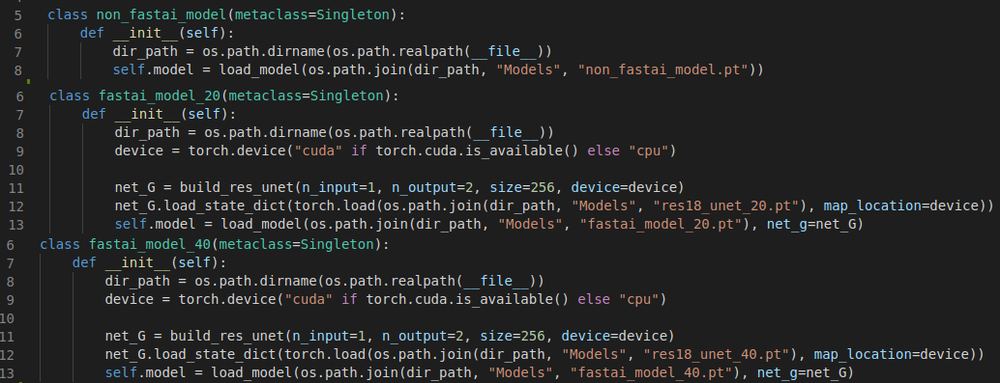 5 class non_fastai_model(metaclass=Singleton):
6 def __init__(self):
7 dir_path = os.path.dirname(os.path.realpath(__file__))
8 self.model = load_model(os.path.join(dir_path, "Models", "non_fastai_model.pt"))
6 class fastai_model_20(metaclass=Singleton):
7 def __init__(self):
8 dir_path = os.path.dirname(os.path.realpath(__file__))
9 device = torch.device("cuda" if torch.cuda.is_available() else "cpu")
10
11 net_G = build_res_unet(n_input=1, n_output=2, size=256, device=device)
12 net_G.load_state_dict(torch.load(os.path.join(dir_path, "Models", "res18_unet_20.pt"), map_location=device))
13 self.model = load_model(os.path.join(dir_path, "Models", "fastai_model_20.pt"), net_g=net_G)
6 class fastai_model_40(metaclass=Singleton):
7 def __init__(self):
8 dir_path = os.path.dirname(os.path.realpath(__file__))
9 device = torch.device("cuda" if torch.cuda.is_available() else "cpu")
10
11 net_G = build_res_unet(n_input=1, n_output=2, size=256, device=device)
12 net_G.load_state_dict(torch.load(os.path.join(dir_path, "Models", "res18_unet_40.pt"), map_location=device))
13 self.model = load_model(os.path.join(dir_path, "Models", "fastai_model_40.pt"), net_g=net_G)